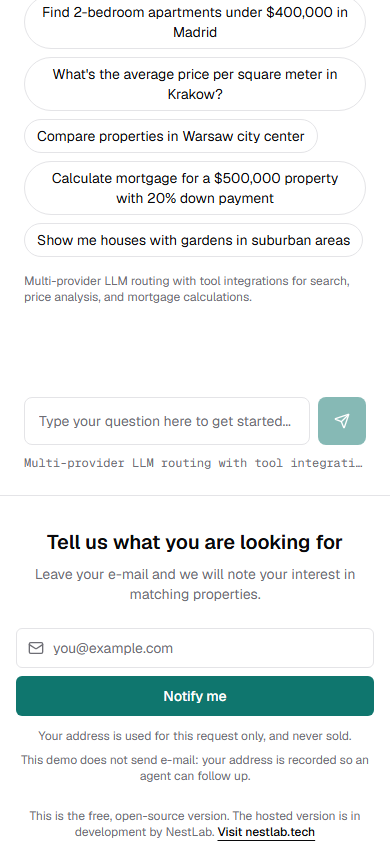 Find 2-bedroom apartments under $400,000 in
Madrid
What's the average price per square meter in
Krakow?
Compare properties in Warsaw city center
Calculate mortgage for a $500,000 property
with 20% down payment
Show me houses with gardens in suburban areas
Multi-provider LLM routing with tool integrations for search,
price analysis, and mortgage calculations.
Type your question here to get started...
Multi-provider LLM routing with tool integrati…
Tell us what you are looking for
Leave your e-mail and we will note your interest in
matching properties.
you@example.com
Notify me
Your address is used for this request only, and never sold.
This demo does not send e-mail: your address is recorded so an
agent can follow up.
This is the free, open-source version. The hosted version is in
development by NestLab. Visit nestlab.tech